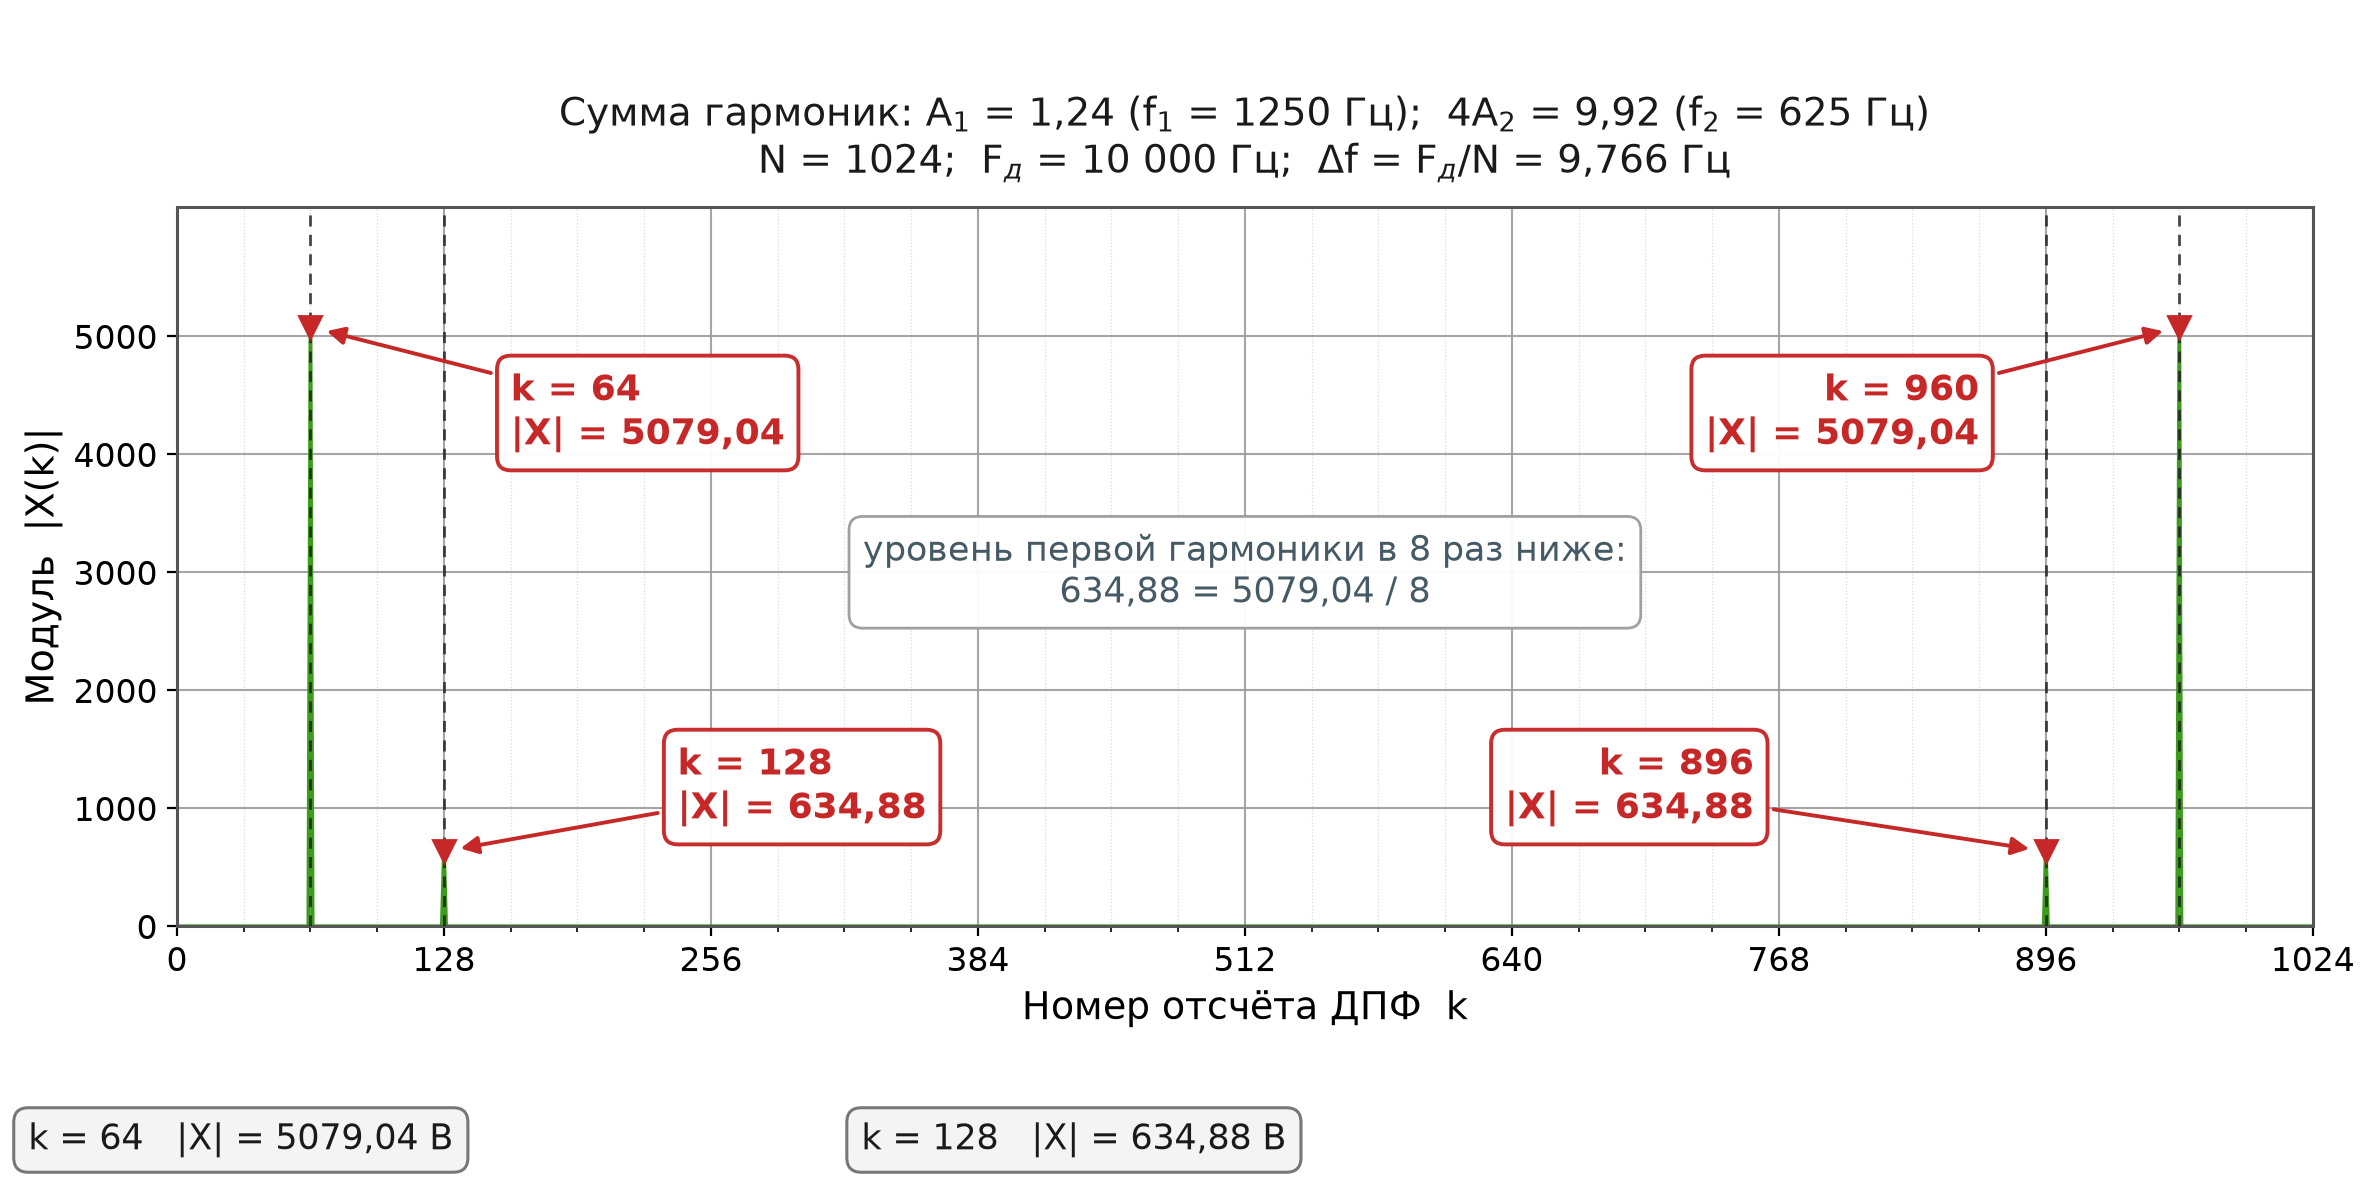 Сумма гармоник: A₁ = 1,24 (f₁ = 1250 Гц);  4A₂ = 9,92 (f₂ = 625 Гц)
N = 1024;  Fд = 10 000 Гц;  Δf = Fд/N = 9,766 Гц
Модуль |X(k)|
5000
4000
3000
2000
1000
0
k = 64
|X| = 5079,04
k = 960
|X| = 5079,04
уровень первой гармоники в 8 раз ниже:
634,88 = 5079,04 / 8
k = 128
|X| = 634,88
k = 896
|X| = 634,88
0 128 256 384 512 640 768 896 1024
Номер отсчёта ДПФ k
k = 64 |X| = 5079,04 В
k = 128 |X| = 634,88 В